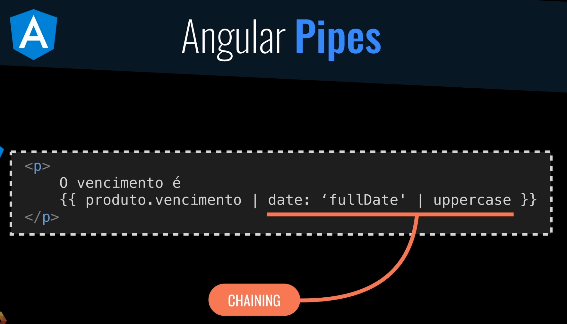 Angular Pipes
<p>
O vencimento é
{{ produto.vencimento | date: ‘fullDate' | uppercase }}
</p>
CHAINING